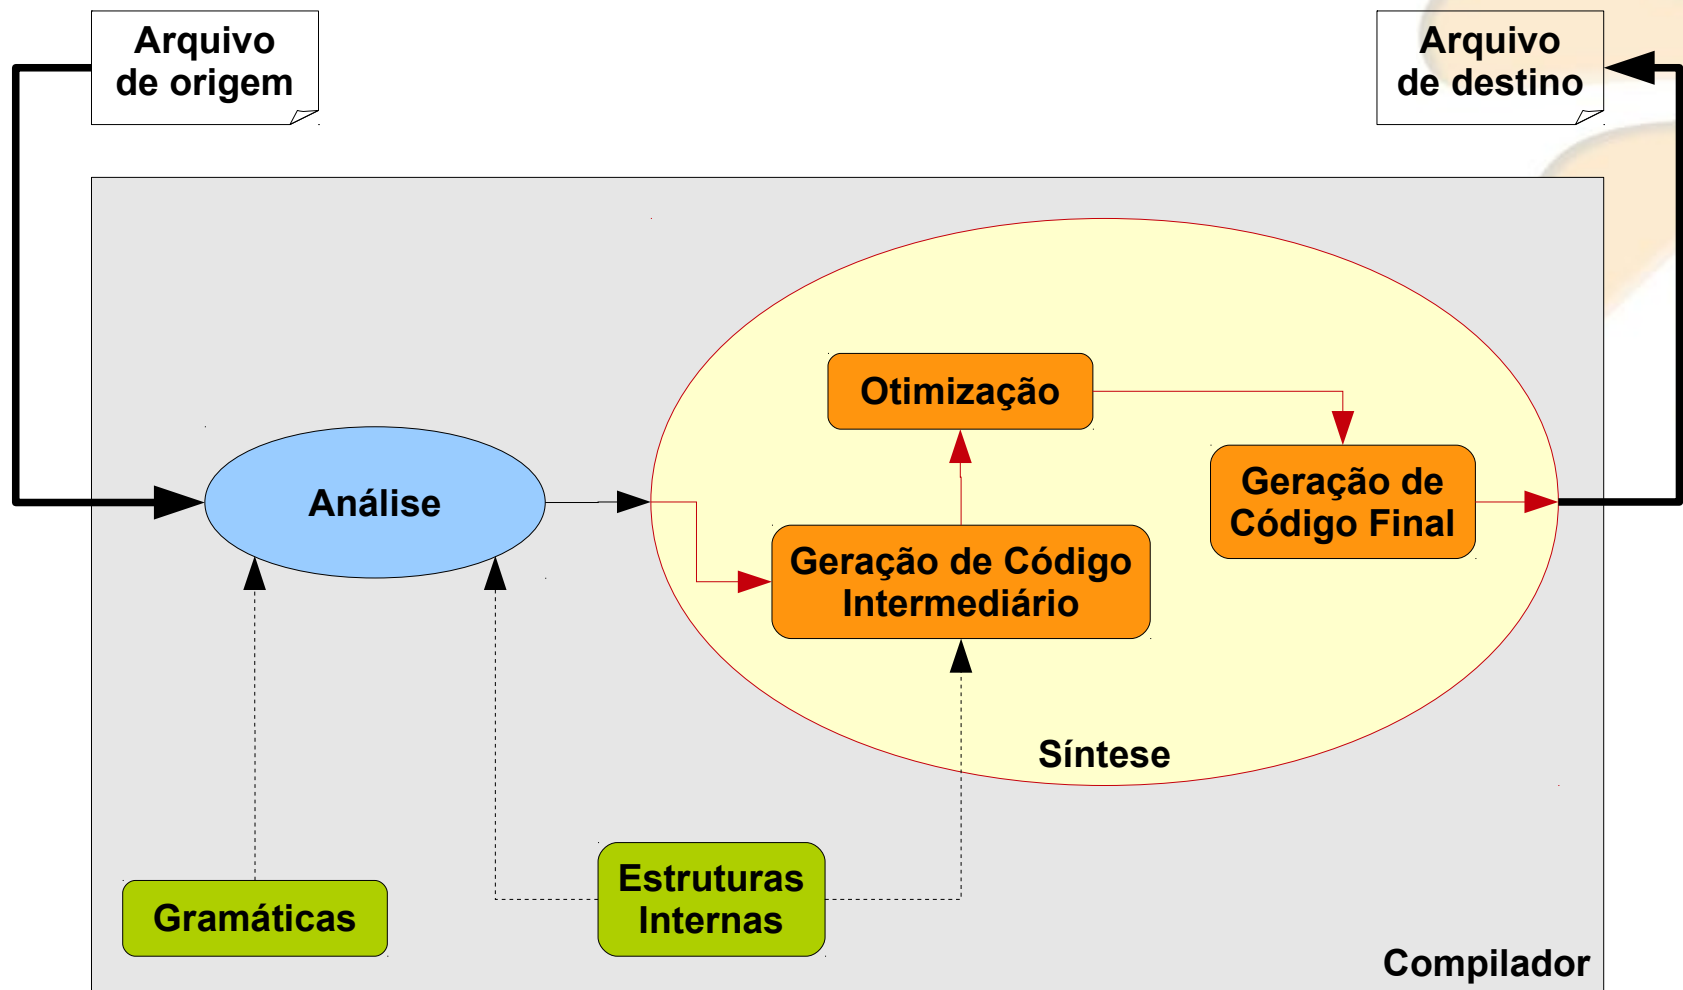 Arquivo
de origem
Arquivo
de destino
Otimização
Geração de
Código Final
Análise
Geração de Código
Intermediário
Síntese
Estruturas
Internas
Gramáticas
Compilador